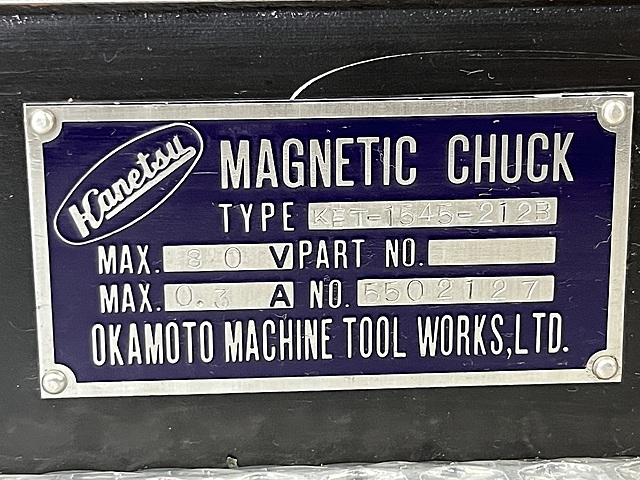 Kanetsu
MAGNETIC CHUCK
TYPE KET-1545-212B
MAX. 80 V PART NO.
MAX. 0.3 A NO. 5502127
OKAMOTO MACHINE TOOL WORKS,LTD.